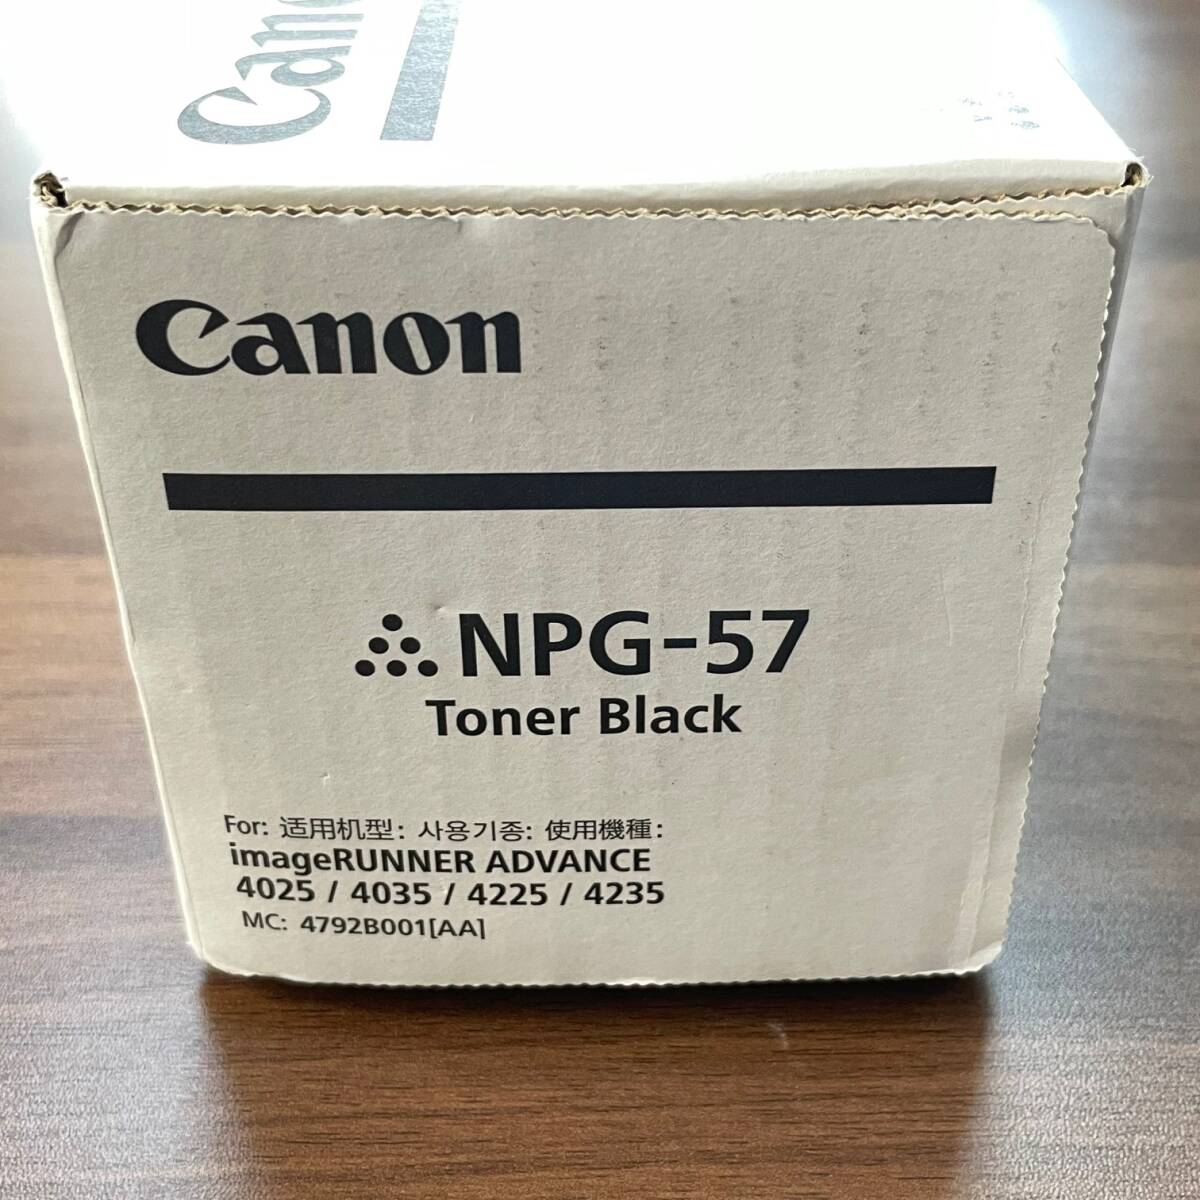 Canon
Canon
NPG-57
Toner Black
For: 适用机型: 사용기종: 使用機種:
imageRUNNER ADVANCE
4025 / 4035 / 4225 / 4235
MC: 4792B001[AA]